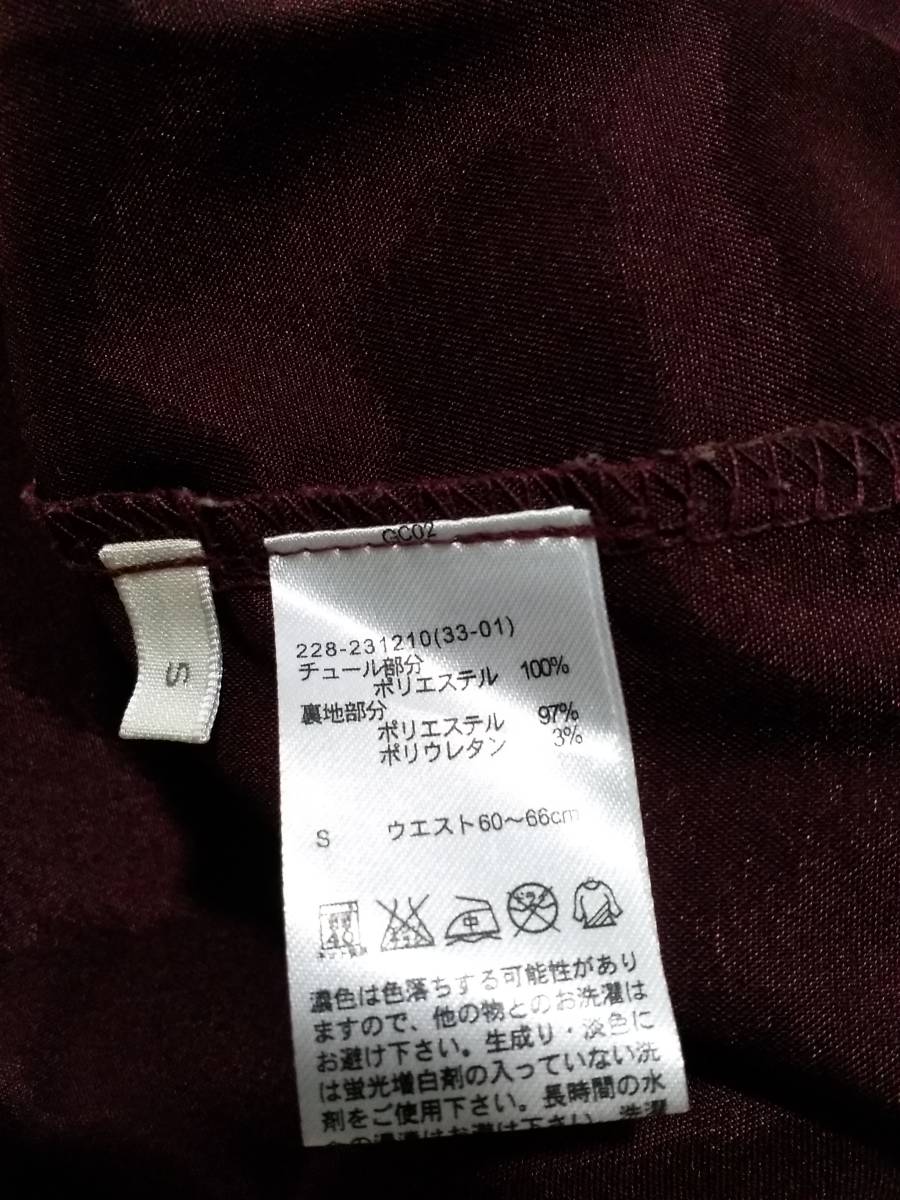 GC02
S
228-231210(33-01)
チュール部分
ポリエステル 100%
裏地部分
ポリエステル 97%
ポリウレタン 3%
S ウエスト60～66cm
40 中
濃色は色落ちする可能性があり
ますので、他の物とのお洗濯は
お避け下さい。生成り・淡色に
は蛍光増白剤の入っていない洗
剤をご使用下さい。長時間の水